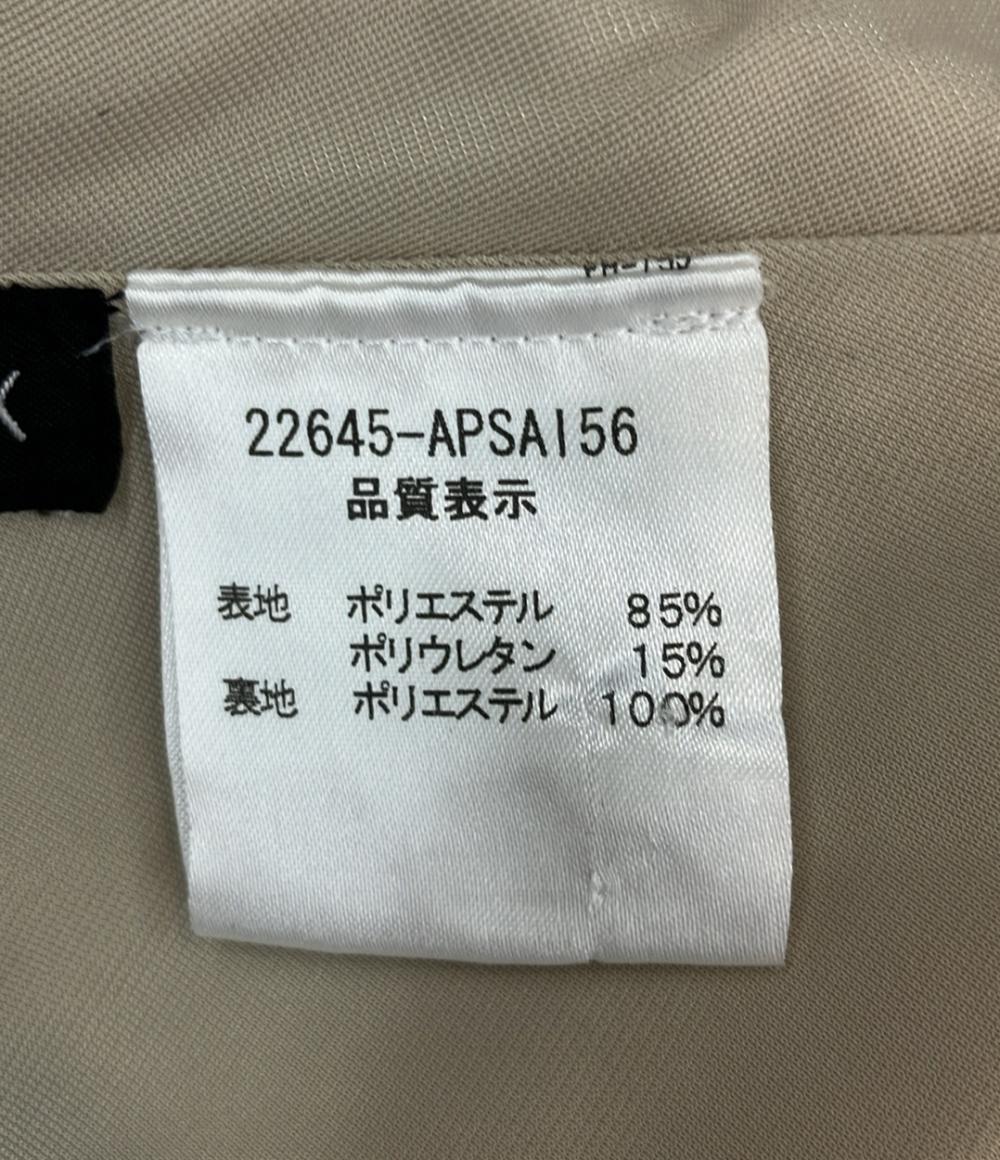 22645-APSA156
品質表示
表地 ポリエステル 85%
ポリウレタン 15%
裏地 ポリエステル 100%